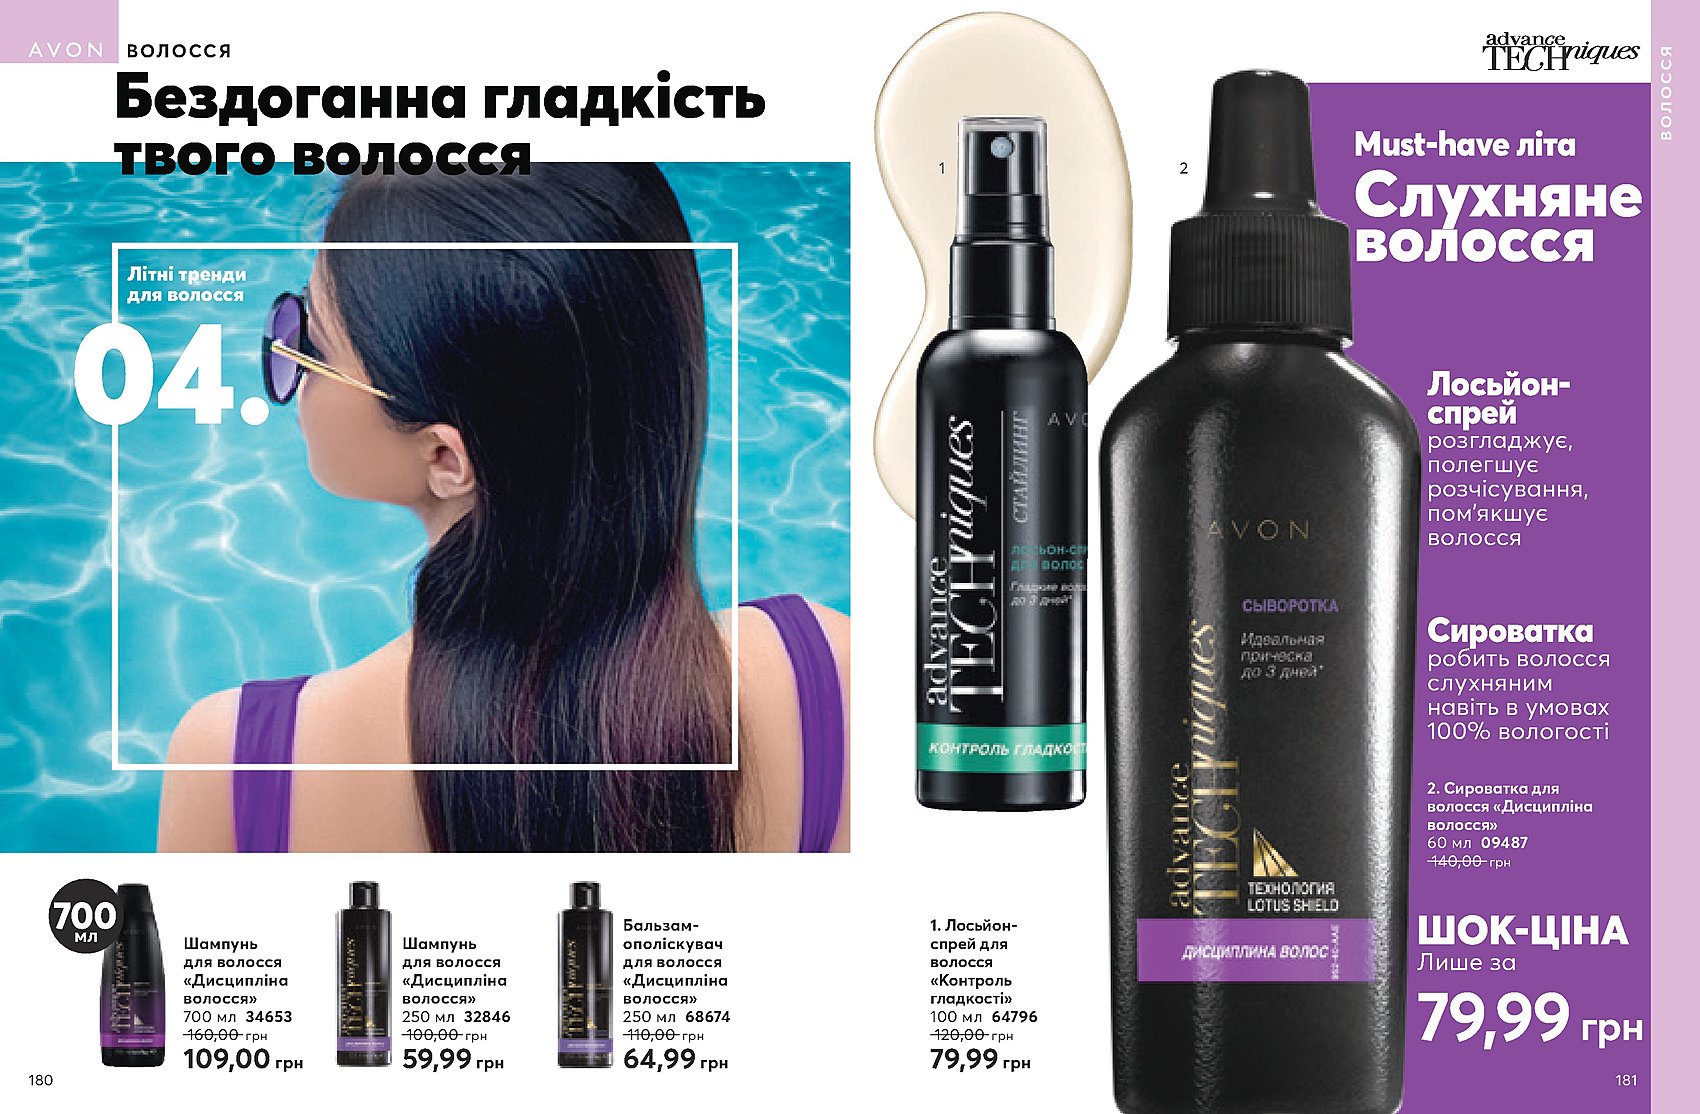 AVON ВОЛОССЯ
Бездоганна гладкість
твого волосся
Літні тренди
для волосся
04.
700
МЛ
Шампунь
для волосся
«Дисципліна
волосся»
700 мл 34653
160,00 грн
109,00 грн
Шампунь
для волосся
«Дисципліна
волосся»
250 мл 32846
100,00 грн
59,99 грн
Бальзам-
ополіскувач
для волосся
«Дисципліна
волосся»
250 мл 68674
110,00 грн
64,99 грн
180
1
advance
TECHniques
СТАЙЛИНГ
КОНТРОЛЬ ГЛАДКОСТ
до 3 дней*
1. Лосьйон-
спрей для
волосся
«Контроль
гладкості»
100 мл 64796
120,00 грн
79,99 грн
2
AVON
СЫВОРОТКА
Идеальная
прическа
до 3 дней*
advance
TECHniques
ТЕХНОЛОГИЯ
LOTUS SHIELD
ДИСЦИПЛИНА ВОЛОС
advance
TECHniques
ВОЛОССЯ
Must-have літа
Слухняне
волосся
Лосьйон-
спрей
розгладжує,
полегшує
розчісування,
пом'якшує
волосся
Сироватка
робить волосся
слухняним
навіть в умовах
100% вологості
2. Сироватка для
волосся «Дисципліна
волосся»
60 мл 09487
140,00 грн
ШОК-ЦІНА
Лише за
79,99 грн
181